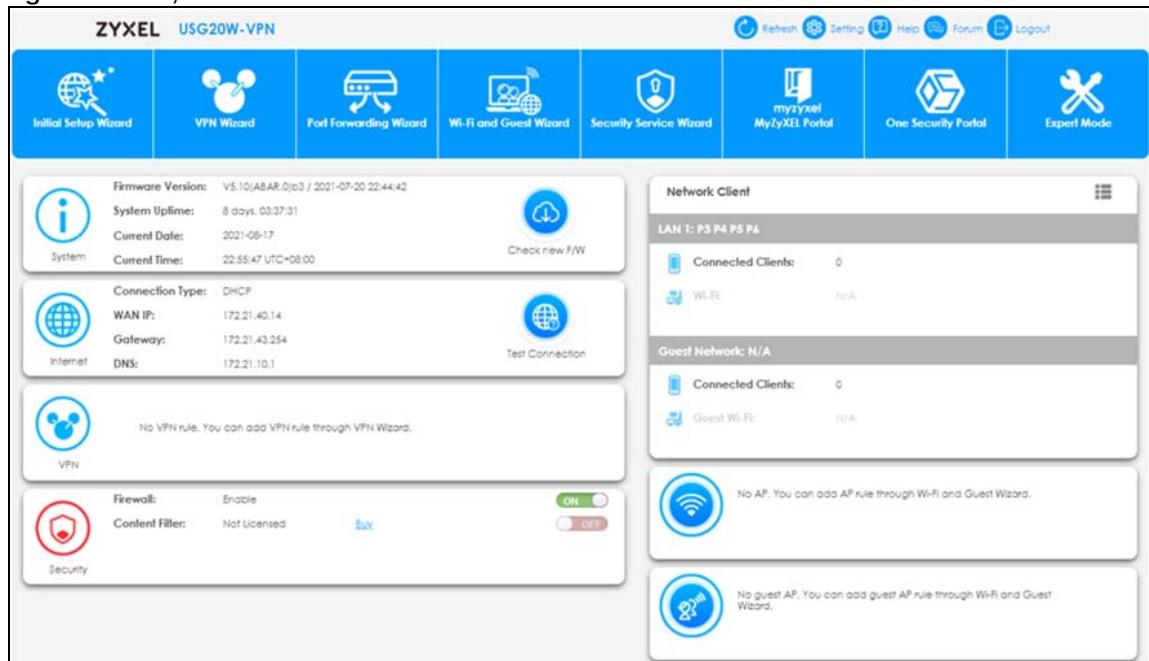 ZYXEL USG20W-VPN
Refresh Setting Help Forum Logout
Initial Setup Wizard
VPN Wizard
Port Forwarding Wizard
Wi-Fi and Guest Wizard
Security Service Wizard
myzyxel
MyZyXEL Portal
One Security Portal
Expert Mode
System
Firmware Version: V5.10(ABAR.0)b3 / 2021-07-20 22:44:42
System Uptime: 8 days, 03:37:31
Current Date: 2021-08-17
Current Time: 22:55:47 UTC+08:00
Check new F/W
Internet
Connection Type: DHCP
WAN IP: 172.21.40.14
Gateway: 172.21.43.254
DNS: 172.21.10.1
Test Connection
VPN
No VPN rule. You can add VPN rule through VPN Wizard.
Security
Firewall: Enable ON
Content Filter: Not Licensed Buy OFF
Network Client
LAN 1: P3 P4 P5 P6
Connected Clients: 0
Wi-Fi: N/A
Guest Network: N/A
Connected Clients: 0
Guest Wi-Fi: N/A
No AP. You can add AP rule through Wi-Fi and Guest Wizard.
No guest AP. You can add guest AP rule through Wi-Fi and Guest
Wizard.